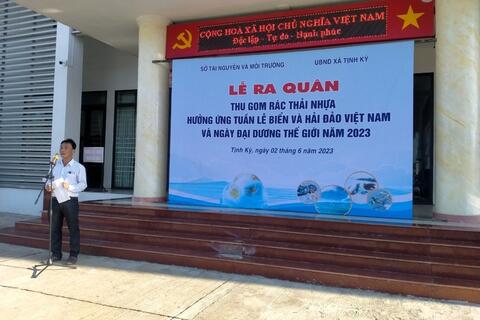 CỘNG HOÀ XÃ HỘI CHỦ NGHĨA VIỆT NAM
Độc lập - Tự do - Hạnh phúc
SỞ TÀI NGUYÊN VÀ MÔI TRƯỜNG
UBND XÃ TỊNH KỲ
LỄ RA QUÂN
THU GOM RÁC THẢI NHỰA
HƯỞNG ỨNG TUẦN LỄ BIỂN VÀ HẢI ĐẢO VIỆT NAM
VÀ NGÀY ĐẠI DƯƠNG THẾ GIỚI NĂM 2023
Tịnh Kỳ, ngày 02 tháng 6 năm 2023